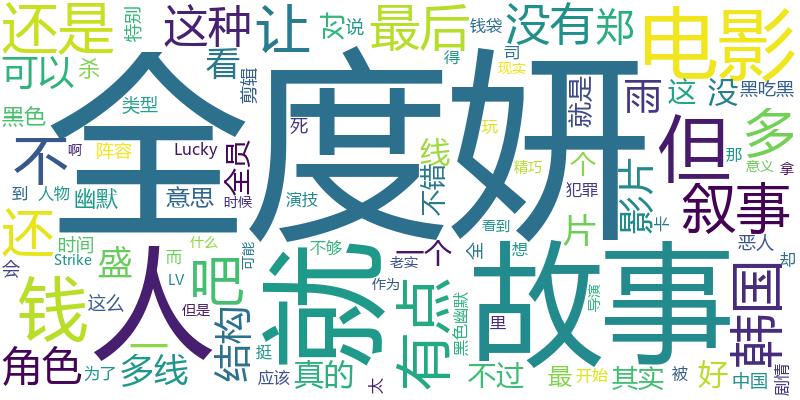 还是
这种
让
对
说
最后
钱袋
没有
郑
电影
特别
可以
杀
看
剪辑
得
司
现实
就是
雨
这
没
黑吃黑
黑色
类型
全度妍
但
多
不
啊
阵容
Lucky
全员
死
线
不错
玩
精巧
个
影片
那
意义
拿
到
人物
幽默
意思
时候
演技
犯罪
卡
叙事
还
时间
盛
而
什么
可能
不够
一个
全
看到
想
片
恶人
却
会
Strike
人
LV
吧
就
老实
作为
有点
故事
韩国
钱
这么
但是
结构
黑色幽默
里
导演
角色
为了
一
多线
挺
应该
真的
太
不过
最
开始
其实
被
好
中国
剧情